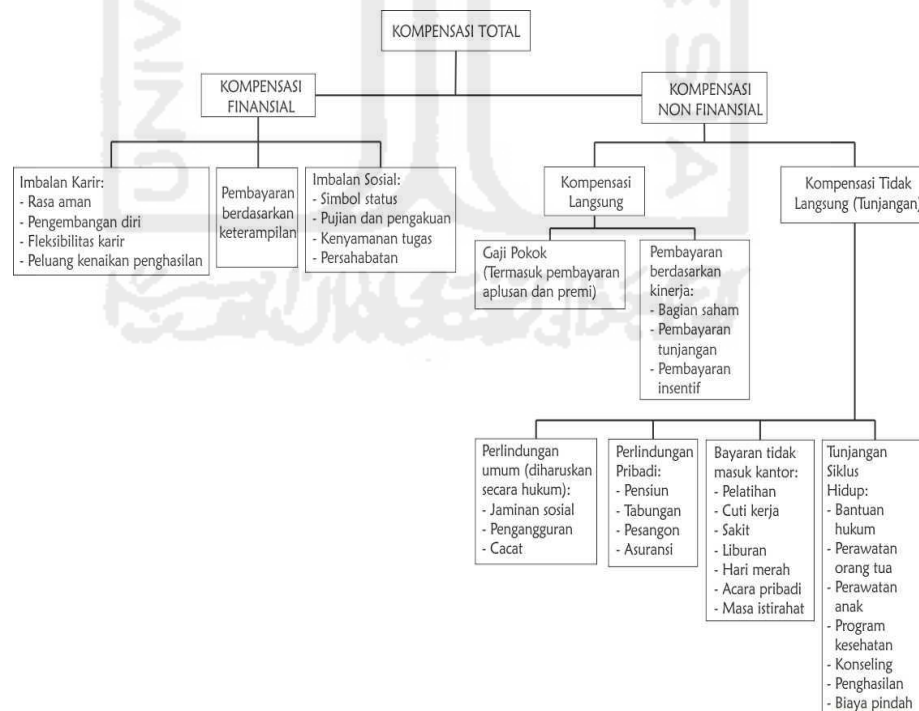 KOMPENSASI TOTAL
KOMPENSASI
FINANSIAL
KOMPENSASI
NON FINANSIAL
Imbalan Karir:
- Rasa aman
- Pengembangan diri
- Fleksibilitas karir
- Peluang kenaikan penghasilan
Pembayaran
berdasarkan
keterampilan
Imbalan Sosial:
- Simbol status
- Pujian dan pengakuan
- Kenyamanan tugas
- Persahabatan
Kompensasi
Langsung
Kompensasi Tidak
Langsung (Tunjangan)
Gaji Pokok
(Termasuk pembayaran
aplusan dan premi)
Pembayaran
berdasarkan
kinerja:
- Bagian saham
- Pembayaran
tunjangan
- Pembayaran
insentif
Perlindungan
umum (diharuskan
secara hukum):
- Jaminan sosial
- Pengangguran
- Cacat
Perlindungan
Pribadi:
- Pensiun
- Tabungan
- Pesangon
- Asuransi
Bayaran tidak
masuk kantor:
- Pelatihan
- Cuti kerja
- Sakit
- Liburan
- Hari merah
- Acara pribadi
- Masa istirahat
Tunjangan
Siklus
Hidup:
- Bantuan
hukum
- Perawatan
orang tua
- Perawatan
anak
- Program
kesehatan
- Konseling
- Penghasilan
- Biaya pindah